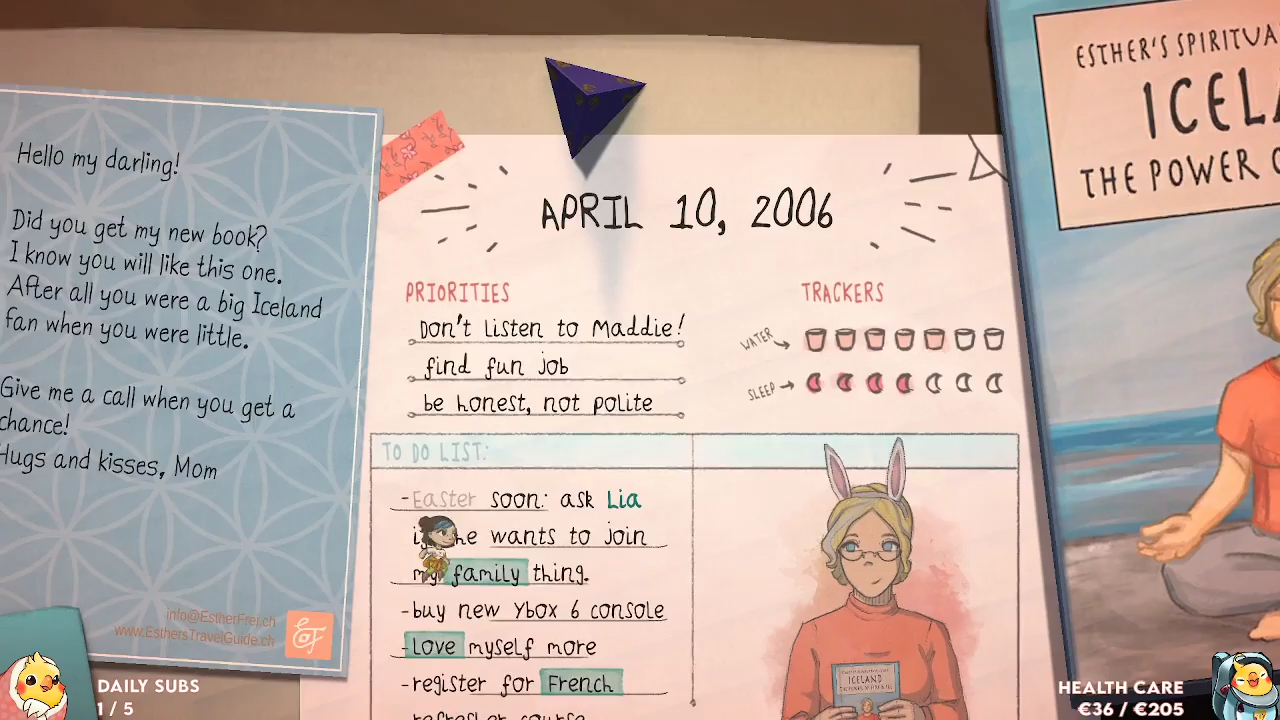 Hello my darling!
Did you get my new book?
I know you will like this one.
After all you were a big Iceland
fan when you were little.
Give me a call when you get a
chance!
Hugs and kisses, Mom
info@EstherFrei.ch
www.EsthersTravelGuide.ch
APRIL 10, 2006
PRIORITIES
Don't listen to Maddie!
find fun job
be honest, not polite
TRACKERS
WATER
SLEEP
TO DO LIST:
-Easter soon: ask Lia
wants to join
my family thing.
-buy new Ybox 6 console
-love myself more
-register for French
refresher course
ICELAND
ESTHER'S SPIRITUA
ICEL
THE POWER O
DAILY SUBS
1 / 5
HEALTH CARE
€36 / €205